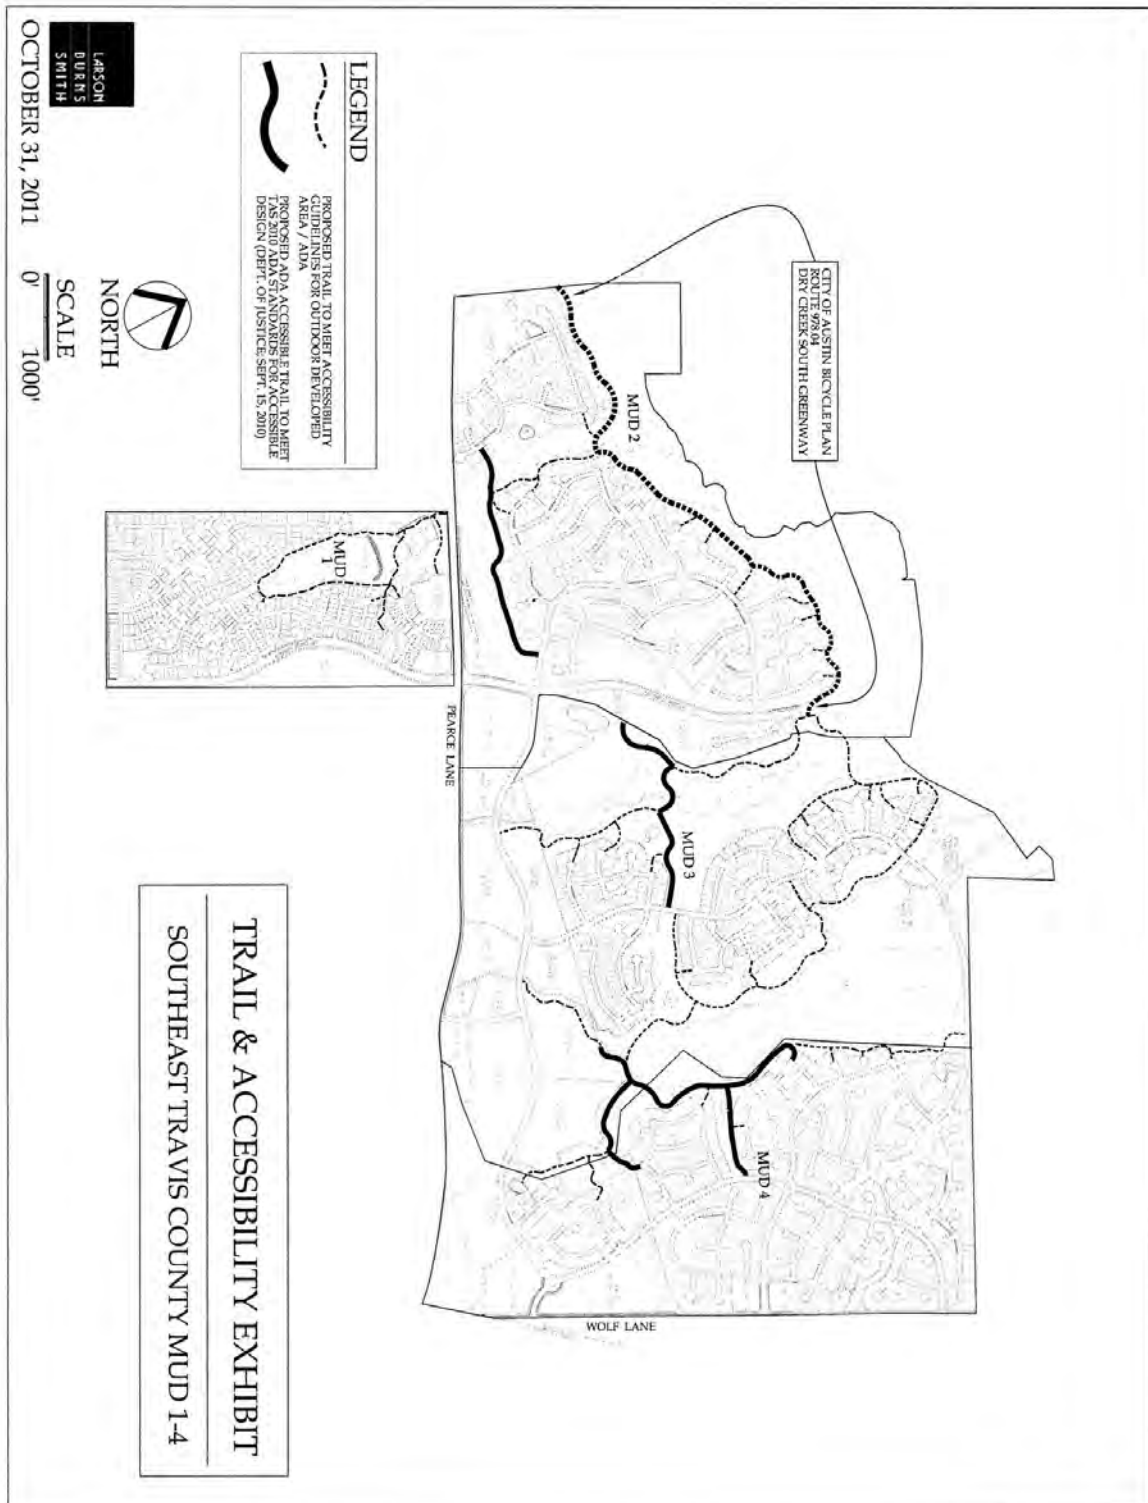 CITY OF AUSTIN BICYCLE PLAN
ROUTE 978.04
DRY CREEK SOUTH GREENWAY
MUD 2
MUD 3
MUD 4
MUD
1
PEARCE LANE
WOLF LANE
LEGEND
PROPOSED TRAIL TO MEET ACCESSIBILITY
GUIDELINES FOR OUTDOOR DEVELOPED
AREA / ADA
PROPOSED ADA ACCESSIBLE TRAIL TO MEET
TAS 2010 ADA STANDARDS FOR ACCESSIBLE
DESIGN (DEPT. OF JUSTICE: SEPT. 15, 2010)
NORTH
SCALE
0' 1000'
LARSON
BURNS
SMITH
OCTOBER 31, 2011
TRAIL & ACCESSIBILITY EXHIBIT
SOUTHEAST TRAVIS COUNTY MUD 1-4